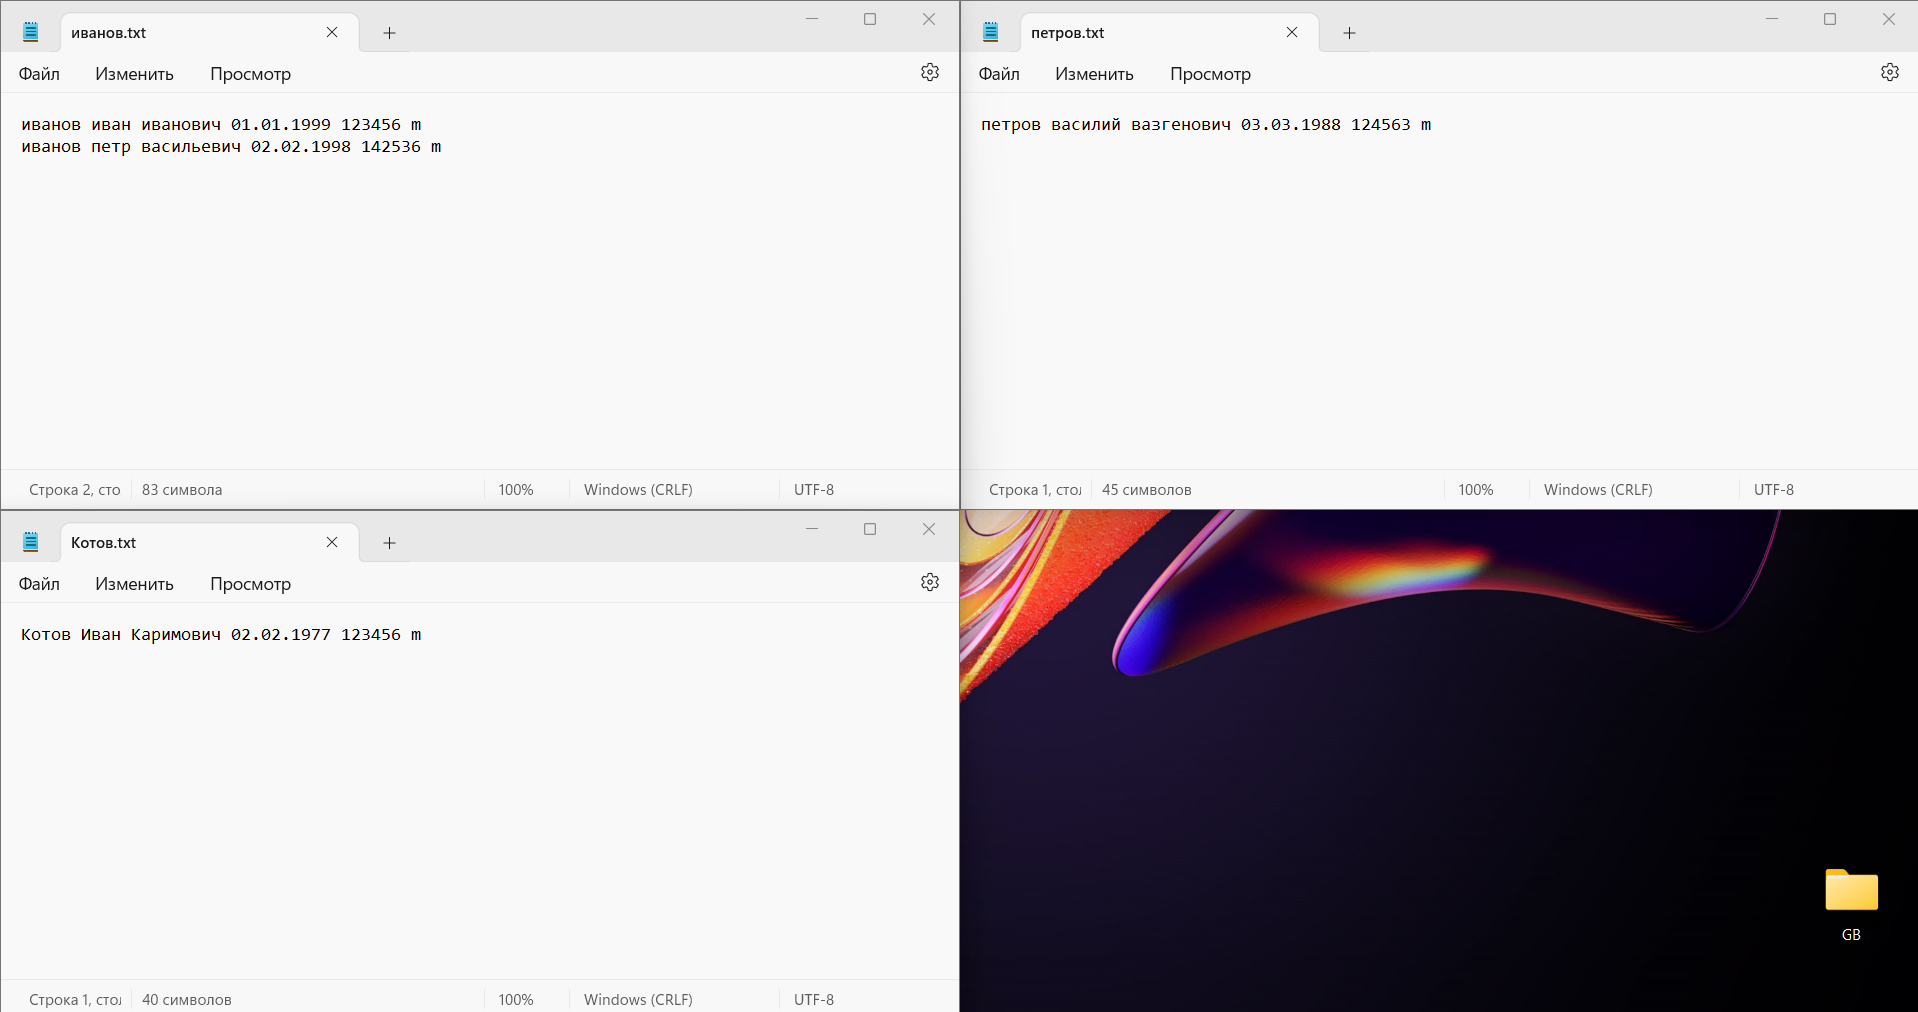 иванов.txt
Файл Изменить Просмотр
иванов иван иванович 01.01.1999 123456 m
иванов петр васильевич 02.02.1998 142536 m
Строка 2, сто 83 символа 100% Windows (CRLF) UTF-8
петров.txt
Файл Изменить Просмотр
петров василий вазгенович 03.03.1988 124563 m
Строка 1, стол 45 символов 100% Windows (CRLF) UTF-8
Котов.txt
Файл Изменить Просмотр
Котов Иван Каримович 02.02.1977 123456 m
Строка 1, стол 40 символов 100% Windows (CRLF) UTF-8
GB